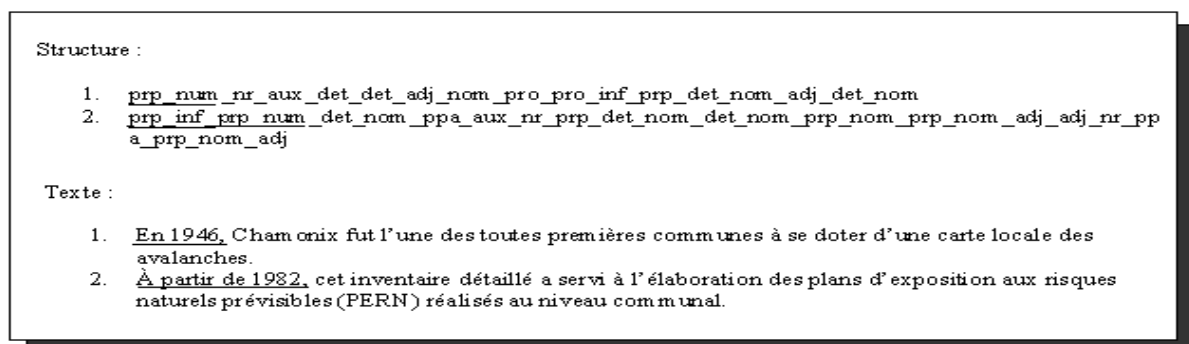 Structure :
1. prp_num_nr_aux_det_det_adj_nom_pro_pro_inf_prp_det_nom_adj_det_nom
2. prp_inf_prp_num_det_nom_ppa_aux_nr_prp_det_nom_det_nom_prp_nom_prp_nom_adj_adj_nr_pp
a_prp_nom_adj
Texte :
1. En 1946, Chamonix fut l'une des toutes premières communes à se doter d'une carte locale des
avalanches.
2. À partir de 1982, cet inventaire détaillé a servi à l'élaboration des plans d'exposition aux risques
naturels prévisibles (PERN) réalisés au niveau communal.